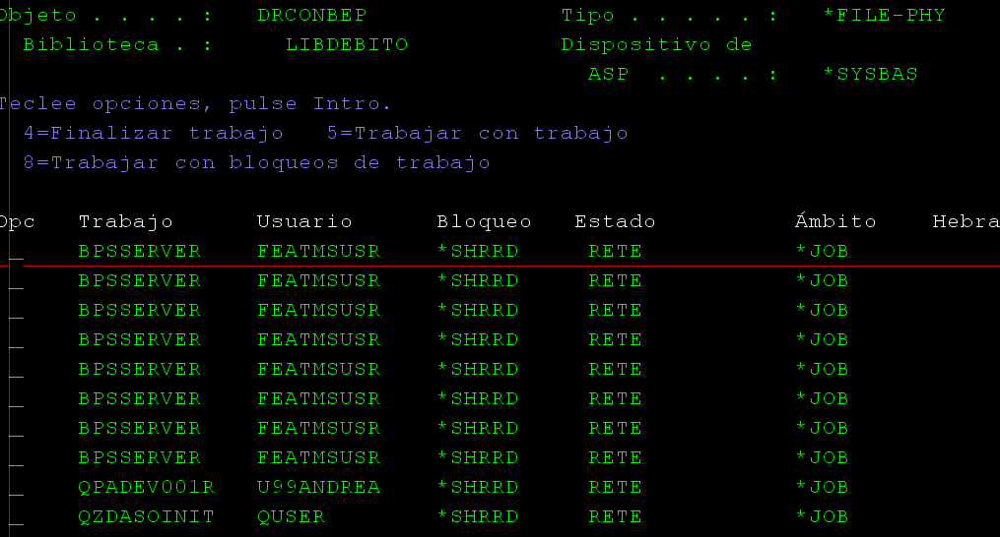 Objeto . . . . : DRCONBEP Tipo . . . . . : *FILE-PHY
Biblioteca . : LIBDEBITO Dispositivo de
ASP . . . . : *SYSBAS
Teclee opciones, pulse Intro.
4=Finalizar trabajo 5=Trabajar con trabajo
8=Trabajar con bloqueos de trabajo
Opc Trabajo Usuario Bloqueo Estado Ámbito Hebra
_ BPSSERVER FEATMSUSR *SHRRD RETE *JOB
_ BPSSERVER FEATMSUSR *SHRRD RETE *JOB
_ BPSSERVER FEATMSUSR *SHRRD RETE *JOB
_ BPSSERVER FEATMSUSR *SHRRD RETE *JOB
_ BPSSERVER FEATMSUSR *SHRRD RETE *JOB
_ BPSSERVER FEATMSUSR *SHRRD RETE *JOB
_ BPSSERVER FEATMSUSR *SHRRD RETE *JOB
_ BPSSERVER FEATMSUSR *SHRRD RETE *JOB
_ QPADEV001R U99ANDREA *SHRRD RETE *JOB
_ QZDASOINIT QUSER *SHRRD RETE *JOB